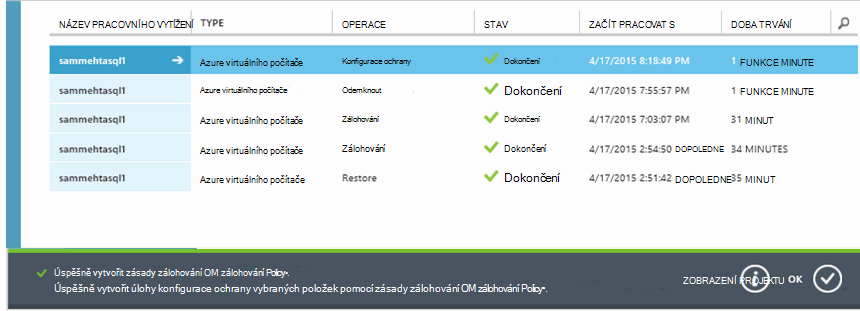 NÁZEV PRACOVNÍHO VYTÍŽENÍ TYPE OPERACE STAV ZAČÍT PRACOVAT S DOBA TRVÁNÍ
sammehtasql1 Azure virtuálního počítače Konfigurace ochrany Dokončení 4/17/2015 8:18:49 PM 1 FUNKCE MINUTE
sammehtasql1 Azure virtuálního počítače Odemknout Dokončení 4/17/2015 7:55:57 PM 1 FUNKCE MINUTE
sammehtasql1 Azure virtuálního počítače Zálohování Dokončení 4/17/2015 7:03:07 PM 31 MINUT
sammehtasql1 Azure virtuálního počítače Zálohování Dokončení 4/17/2015 2:54:50 DOPOLEDNE 34 MINUTES
sammehtasql1 Azure virtuálního počítače Restore Dokončení 4/17/2015 2:51:42 DOPOLEDNE 35 MINUT
Úspěšně vytvořit zásady zálohování OM zálohování Policy-.
Úspěšně vytvořit úlohy konfigurace ochrany vybraných položek pomocí zásady zálohování OM zálohování Policy-.
ZOBRAZENÍ PROJEKTU OK